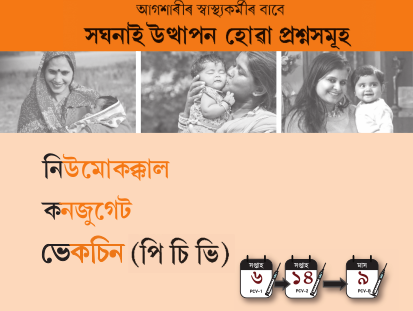 আগশাৰীৰ স্বাস্থ্যকৰ্মীৰ বাবে
সঘনাই উত্থাপন হোৱা প্ৰশ্নসমূহ
নিউমোকক্কাল
কনজুগেট
ভেকচিন (পি চি ভি)
সপ্তাহ সপ্তাহ মাস
৬ ১৪ ৯
PCV-1 PCV-2 PCV-B